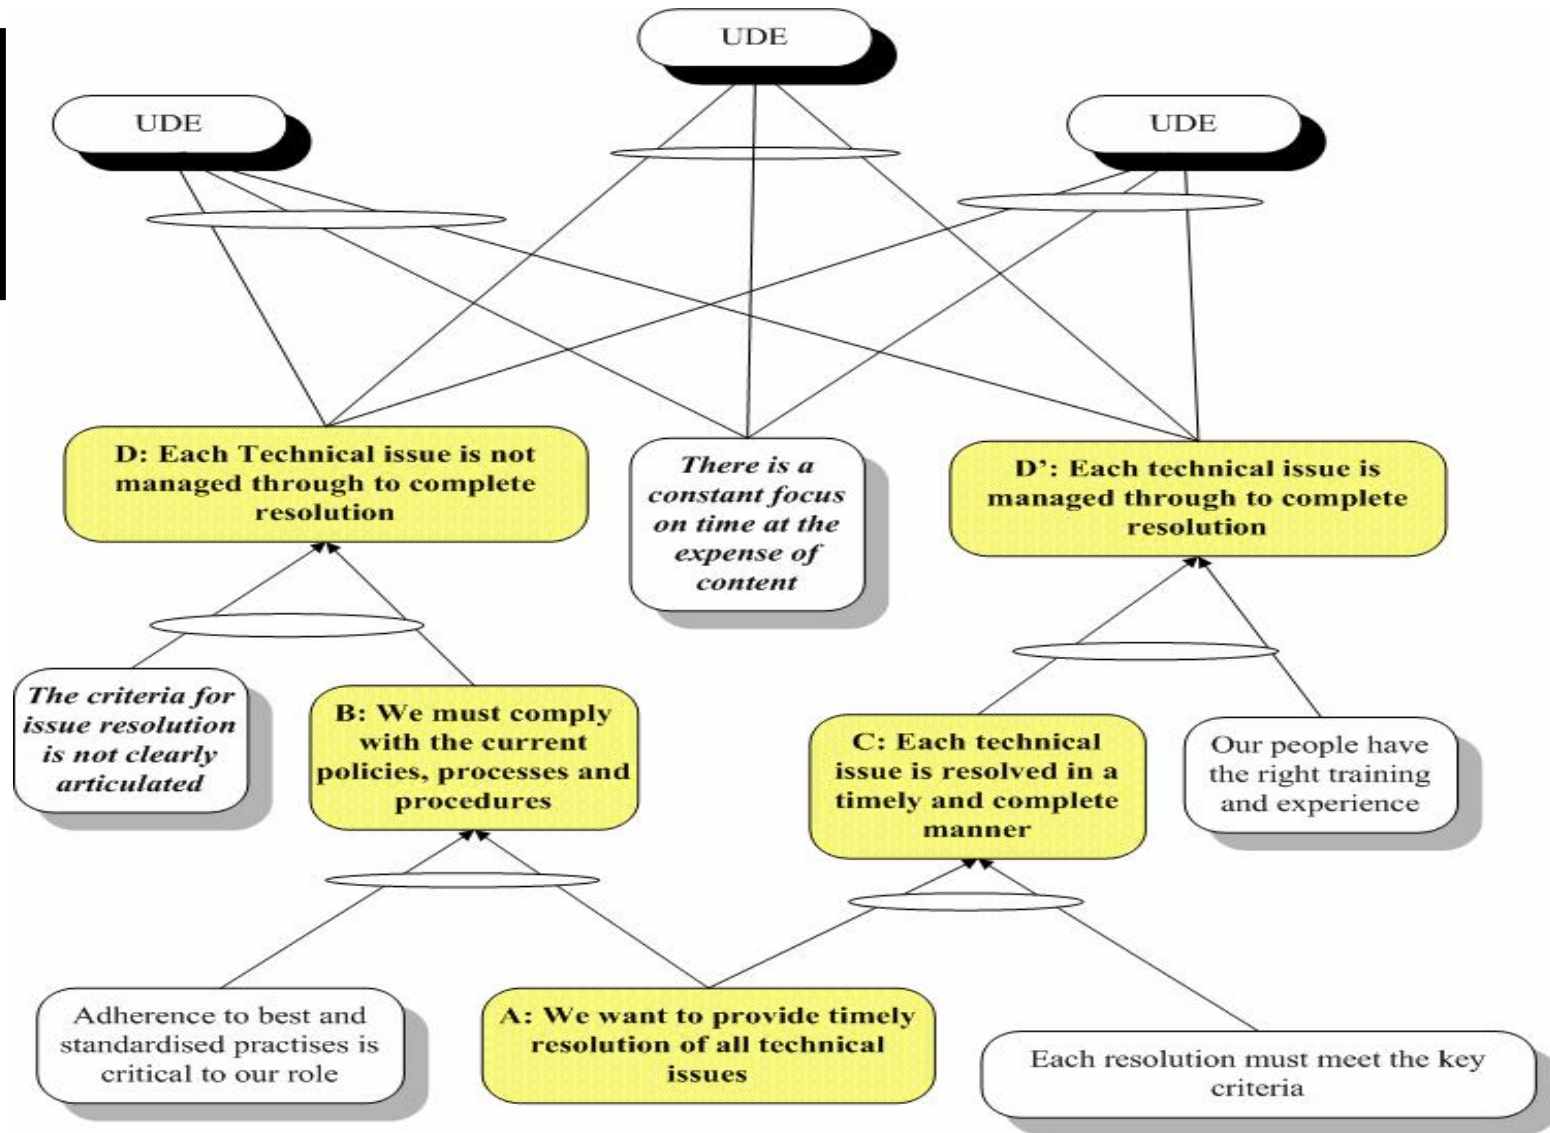 UDE
UDE
UDE
D: Each Technical issue is not
managed through to complete
resolution
There is a
constant focus
on time at the
expense of
content
D’: Each technical issue is
managed through to complete
resolution
The criteria for
issue resolution
is not clearly
articulated
B: We must comply
with the current
policies, processes and
procedures
C: Each technical
issue is resolved in a
timely and complete
manner
Our people have
the right training
and experience
Adherence to best and
standardised practises is
critical to our role
A: We want to provide timely
resolution of all technical
issues
Each resolution must meet the key
criteria